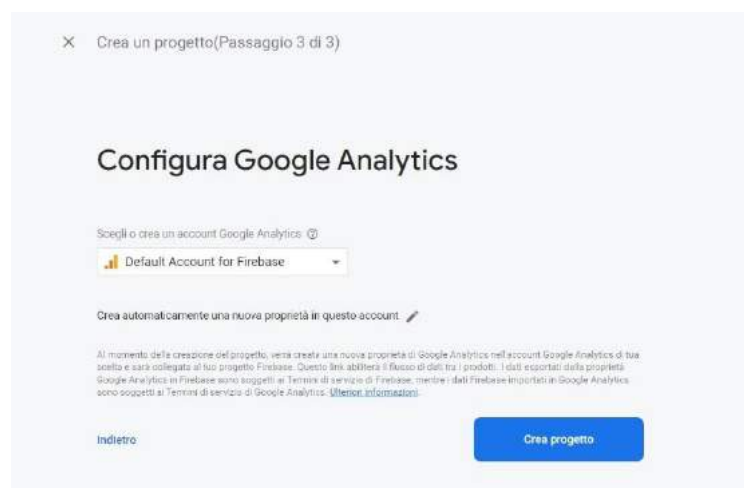 Crea un progetto(Passaggio 3 di 3)
Configura Google Analytics
Scegli o crea un account Google Analytics
Default Account for Firebase
Crea automaticamente una nuova proprietà in questo account
Al momento della creazione del progetto, verrà creata una nuova proprietà di Google Analytics nell'account Google Analytics di tua
scelta e sarà collegata al tuo progetto Firebase. Questo link abiliterà il flusso di dati tra i prodotti. I dati esportati dalla proprietà
Google Analytics in Firebase sono soggetti ai Termini di servizio di Firebase, mentre i dati Firebase importati in Google Analytics
sono soggetti ai Termini di servizio di Google Analytics. Ulteriori informazioni.
Indietro
Crea progetto